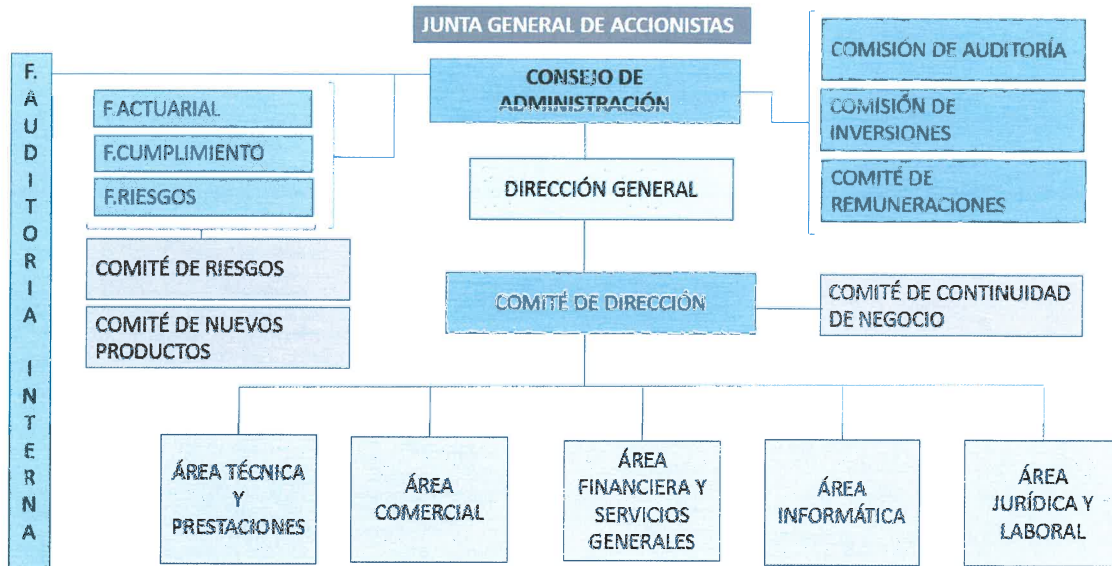 JUNTA GENERAL DE ACCIONISTAS
F. AUDITORIA INTERNA
CONSEJO DE
ADMINISTRACIÓN
COMISIÓN DE AUDITORÍA
COMISIÓN DE
INVERSIONES
COMITÉ DE
REMUNERACIONES
F.ACTUARIAL
F.CUMPLIMIENTO
F.RIESGOS
COMITÉ DE RIESGOS
COMITÉ DE NUEVOS
PRODUCTOS
DIRECCIÓN GENERAL
COMITÉ DE DIRECCIÓN
COMITÉ DE CONTINUIDAD
DE NEGOCIO
ÁREA TÉCNICA
Y
PRESTACIONES
ÁREA
COMERCIAL
ÁREA
FINANCIERA Y
SERVICIOS
GENERALES
ÁREA
INFORMÁTICA
ÁREA
JURÍDICA Y
LABORAL